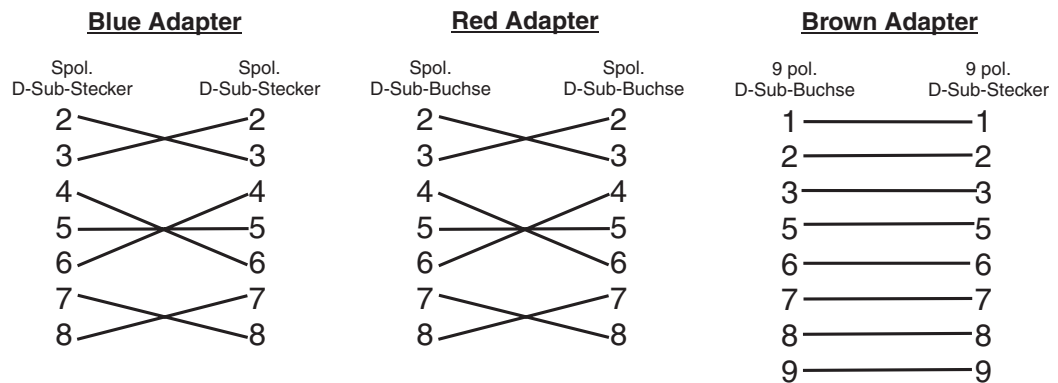 Blue Adapter
Spol. Spol.
D-Sub-Stecker D-Sub-Stecker
2 2
3 3
4 4
5 5
6 6
7 7
8 8
Red Adapter
Spol. Spol.
D-Sub-Buchse D-Sub-Buchse
2 2
3 3
4 4
5 5
6 6
7 7
8 8
Brown Adapter
9 pol. 9 pol.
D-Sub-Buchse D-Sub-Stecker
1 1
2 2
3 3
5 5
6 6
7 7
8 8
9 9